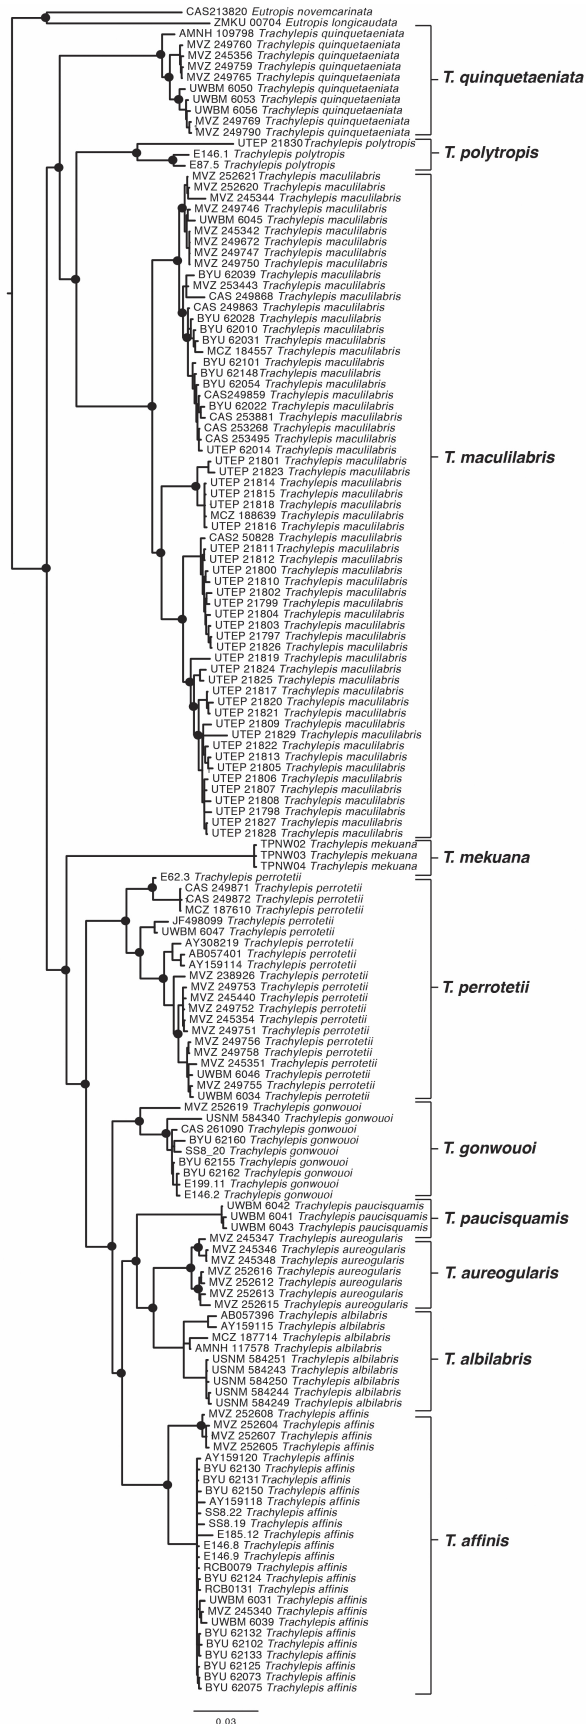 CAS213820 Eutropis novemcarinata
ZMKU 00704 Eutropis longicaudata
AMNH 109798 Trachylepis quinquetaeniata
MVZ 249760 Trachylepis quinquetaeniata
MVZ 245356 Trachylepis quinquetaeniata
MVZ 249759 Trachylepis quinquetaeniata
MVZ 249765 Trachylepis quinquetaeniata
T. quinquetaeniata
UWBM 6050 Trachylepis quinquetaeniata
UWBM 6053 Trachylepis quinquetaeniata
UWBM 6056 Trachylepis quinquetaeniata
MVZ 249769 Trachylepis quinquetaeniata
MVZ 249790 Trachylepis quinquetaeniata
UTEP 21830 Trachylepis polytropis
E146.1 Trachylepis polytropis
T. polytropis
E87.5 Trachylepis polytropis
MVZ 252621 Trachylepis maculilabris
MVZ 252620 Trachylepis maculilabris
MVZ 245344 Trachylepis maculilabris
MVZ 249746 Trachylepis maculilabris
UWBM 6045 Trachylepis maculilabris
MVZ 245342 Trachylepis maculilabris
MVZ 249672 Trachylepis maculilabris
MVZ 249747 Trachylepis maculilabris
MVZ 249750 Trachylepis maculilabris
BYU 62039 Trachylepis maculilabris
MVZ 253443 Trachylepis maculilabris
CAS 249868 Trachylepis maculilabris
CAS 249863 Trachylepis maculilabris
BYU 62028 Trachylepis maculilabris
BYU 62010 Trachylepis maculilabris
BYU 62031 Trachylepis maculilabris
MCZ 184557 Trachylepis maculilabris
BYU 62101 Trachylepis maculilabris
BYU 62148 Trachylepis maculilabris
BYU 62054 Trachylepis maculilabris
CAS249859 Trachylepis maculilabris
BYU 62022 Trachylepis maculilabris
CAS 253881 Trachylepis maculilabris
CAS 253268 Trachylepis maculilabris
CAS 253495 Trachylepis maculilabris
UTEP 62014 Trachylepis maculilabris
T. maculilabris
UTEP 21801 Trachylepis maculilabris
UTEP 21823 Trachylepis maculilabris
UTEP 21814 Trachylepis maculilabris
UTEP 21815 Trachylepis maculilabris
UTEP 21818 Trachylepis maculilabris
MCZ 188639 Trachylepis maculilabris
UTEP 21816 Trachylepis maculilabris
CAS2 50828 Trachylepis maculilabris
UTEP 21811 Trachylepis maculilabris
UTEP 21812 Trachylepis maculilabris
UTEP 21800 Trachylepis maculilabris
UTEP 21810 Trachylepis maculilabris
UTEP 21802 Trachylepis maculilabris
UTEP 21799 Trachylepis maculilabris
UTEP 21804 Trachylepis maculilabris
UTEP 21803 Trachylepis maculilabris
UTEP 21797 Trachylepis maculilabris
UTEP 21826 Trachylepis maculilabris
UTEP 21819 Trachylepis maculilabris
UTEP 21824 Trachylepis maculilabris
UTEP 21825 Trachylepis maculilabris
UTEP 21817 Trachylepis maculilabris
UTEP 21820 Trachylepis maculilabris
UTEP 21821 Trachylepis maculilabris
UTEP 21809 Trachylepis maculilabris
UTEP 21829 Trachylepis maculilabris
UTEP 21822 Trachylepis maculilabris
UTEP 21813 Trachylepis maculilabris
UTEP 21805 Trachylepis maculilabris
UTEP 21806 Trachylepis maculilabris
UTEP 21807 Trachylepis maculilabris
UTEP 21808 Trachylepis maculilabris
UTEP 21798 Trachylepis maculilabris
UTEP 21827 Trachylepis maculilabris
UTEP 21828 Trachylepis maculilabris
TPNW02 Trachylepis mekuana
TPNW03 Trachylepis mekuana
T. mekuana
TPNW04 Trachylepis mekuana
E62.3 Trachylepis perrotetii
CAS 249871 Trachylepis perrotetii
CAS 249872 Trachylepis perrotetii
MCZ 187610 Trachylepis perrotetii
JF498099 Trachylepis perrotetii
UWBM 6047 Trachylepis perrotetii
AY308219 Trachylepis perrotetii
AB057401 Trachylepis perrotetii
AY159114 Trachylepis perrotetii
MVZ 238926 Trachylepis perrotetii
MVZ 249753 Trachylepis perrotetii
T. perrotetii
MVZ 245440 Trachylepis perrotetii
MVZ 249752 Trachylepis perrotetii
MVZ 245354 Trachylepis perrotetii
MVZ 249751 Trachylepis perrotetii
MVZ 249756 Trachylepis perrotetii
MVZ 249758 Trachylepis perrotetii
MVZ 245351 Trachylepis perrotetii
UWBM 6046 Trachylepis perrotetii
MVZ 249755 Trachylepis perrotetii
UWBM 6034 Trachylepis perrotetii
MVZ 252619 Trachylepis gonwouoi
USNM 584340 Trachylepis gonwouoi
CAS 261090 Trachylepis gonwouoi
BYU 62160 Trachylepis gonwouoi
T. gonwouoi
SS8_20 Trachylepis gonwouoi
BYU 62155 Trachylepis gonwouoi
BYU 62162 Trachylepis gonwouoi
E199.11 Trachylepis gonwouoi
E146.2 Trachylepis gonwouoi
UWBM 6042 Trachylepis paucisquamis
UWBM 6041 Trachylepis paucisquamis
T. paucisquamis
UWBM 6043 Trachylepis paucisquamis
MVZ 245347 Trachylepis aureogularis
MVZ 245346 Trachylepis aureogularis
MVZ 245348 Trachylepis aureogularis
MVZ 252616 Trachylepis aureogularis
T. aureogularis
MVZ 252612 Trachylepis aureogularis
MVZ 252613 Trachylepis aureogularis
MVZ 252615 Trachylepis aureogularis
AB057396 Trachylepis albilabris
AY159115 Trachylepis albilabris
MCZ 187714 Trachylepis albilabris
AMNH 117578 Trachylepis albilabris
USNM 584251 Trachylepis albilabris
T. albilabris
USNM 584243 Trachylepis albilabris
USNM 584250 Trachylepis albilabris
USNM 584244 Trachylepis albilabris
USNM 584249 Trachylepis albilabris
MVZ 252608 Trachylepis affinis
MVZ 252604 Trachylepis affinis
MVZ 252607 Trachylepis affinis
MVZ 252605 Trachylepis affinis
AY159120 Trachylepis affinis
BYU 62130 Trachylepis affinis
BYU 62131 Trachylepis affinis
BYU 62150 Trachylepis affinis
AY159118 Trachylepis affinis
SS8.22 Trachylepis affinis
SS8.19 Trachylepis affinis
E185.12 Trachylepis affinis
T. affinis
E146.8 Trachylepis affinis
E146.9 Trachylepis affinis
RCB0079 Trachylepis affinis
BYU 62124 Trachylepis affinis
RCB0131 Trachylepis affinis
UWBM 6031 Trachylepis affinis
MVZ 245340 Trachylepis affinis
UWBM 6039 Trachylepis affinis
BYU 62132 Trachylepis affinis
BYU 62102 Trachylepis affinis
BYU 62133 Trachylepis affinis
BYU 62125 Trachylepis affinis
BYU 62073 Trachylepis affinis
BYU 62075 Trachylepis affinis
0.03